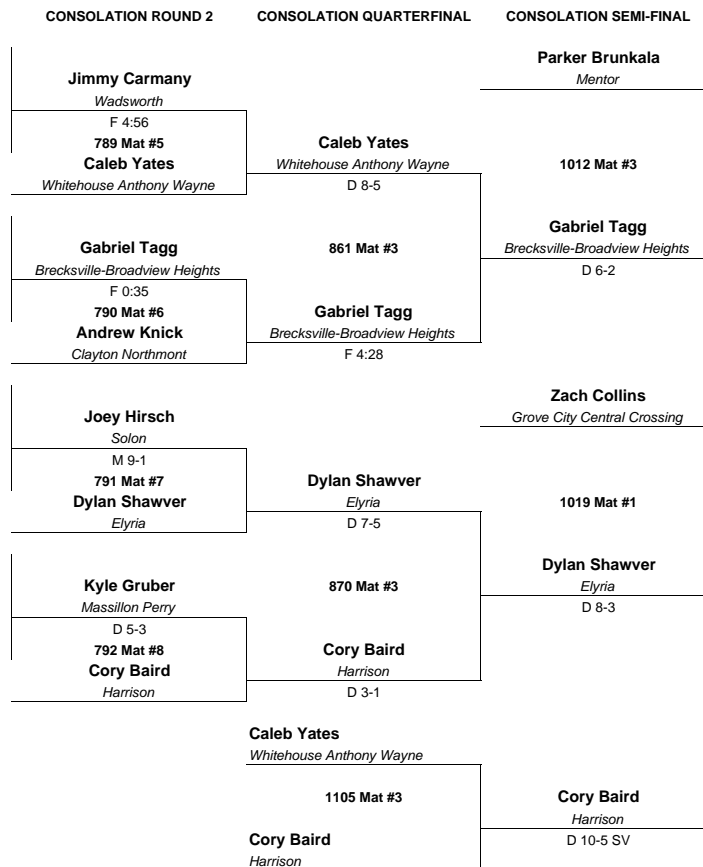 CONSOLATION ROUND 2 CONSOLATION QUARTERFINAL CONSOLATION SEMI-FINAL
Parker Brunkala
Mentor
Jimmy Carmany
Wadsworth
F 4:56
789 Mat #5
Caleb Yates
Whitehouse Anthony Wayne
Caleb Yates
Whitehouse Anthony Wayne
D 8-5
1012 Mat #3
Gabriel Tagg
Brecksville-Broadview Heights
F 0:35
790 Mat #6
Andrew Knick
Clayton Northmont
861 Mat #3
Gabriel Tagg
Brecksville-Broadview Heights
F 4:28
Gabriel Tagg
Brecksville-Broadview Heights
D 6-2
Zach Collins
Grove City Central Crossing
Joey Hirsch
Solon
M 9-1
791 Mat #7
Dylan Shawver
Elyria
Dylan Shawver
Elyria
D 7-5
1019 Mat #1
Kyle Gruber
Massillon Perry
D 5-3
792 Mat #8
Cory Baird
Harrison
870 Mat #3
Cory Baird
Harrison
D 3-1
Dylan Shawver
Elyria
D 8-3
Caleb Yates
Whitehouse Anthony Wayne
1105 Mat #3
Cory Baird
Harrison
Cory Baird
Harrison
D 10-5 SV